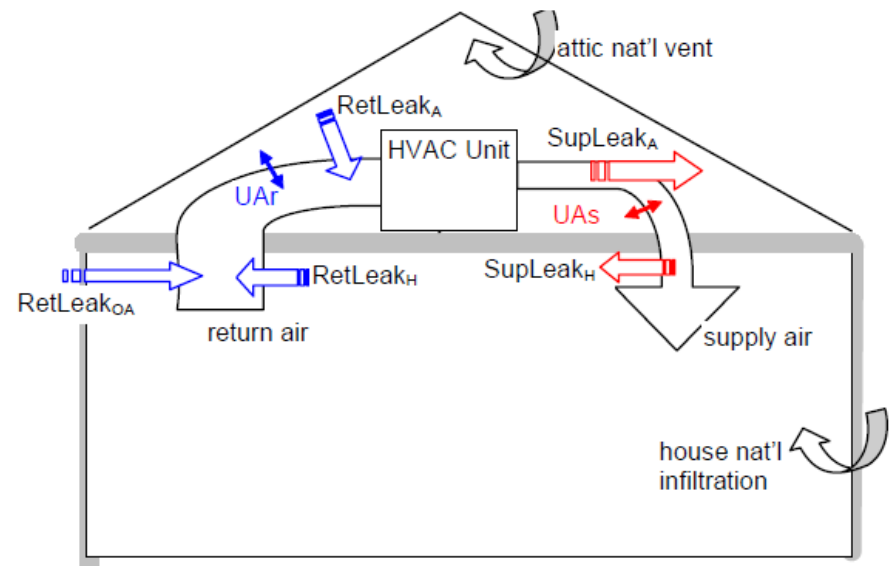 attic nat'l vent
RetLeakA
SupLeakA
HVAC Unit
UAr
UAs
RetLeakOA
RetLeakH
SupLeakH
return air
supply air
house nat'l
infiltration